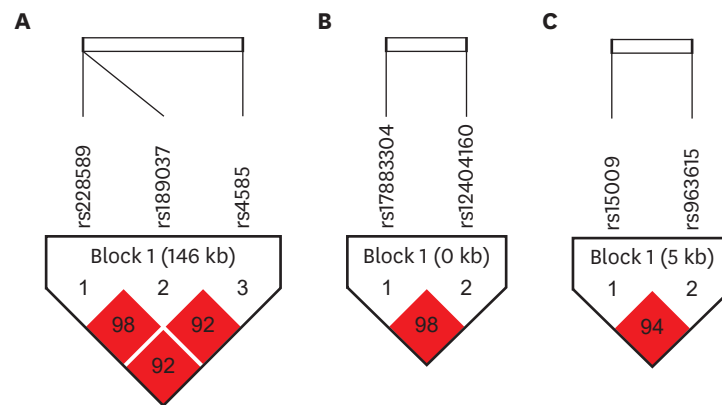 A
rs228589
rs189037
rs4585
Block 1 (146 kb)
1 2 3
98 92
92
B
rs17883304
rs12404160
Block 1 (0 kb)
1 2
98
C
rs15009
rs963615
Block 1 (5 kb)
1 2
94